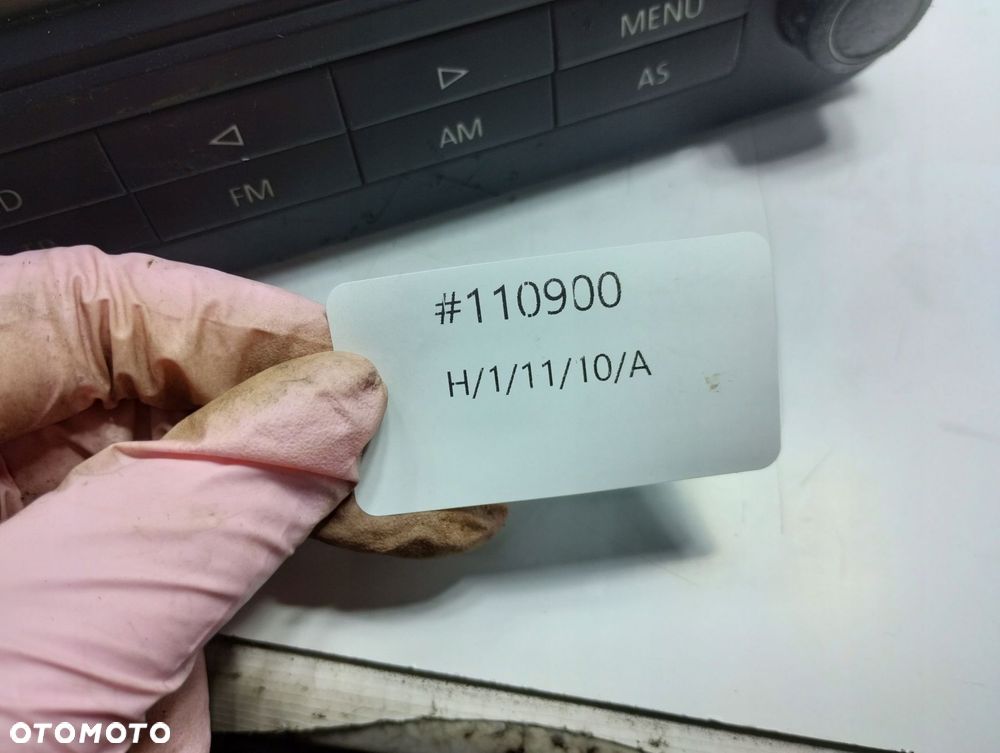 MENU
AS
AM
FM
#110900
H/1/11/10/A
OTOMOTO